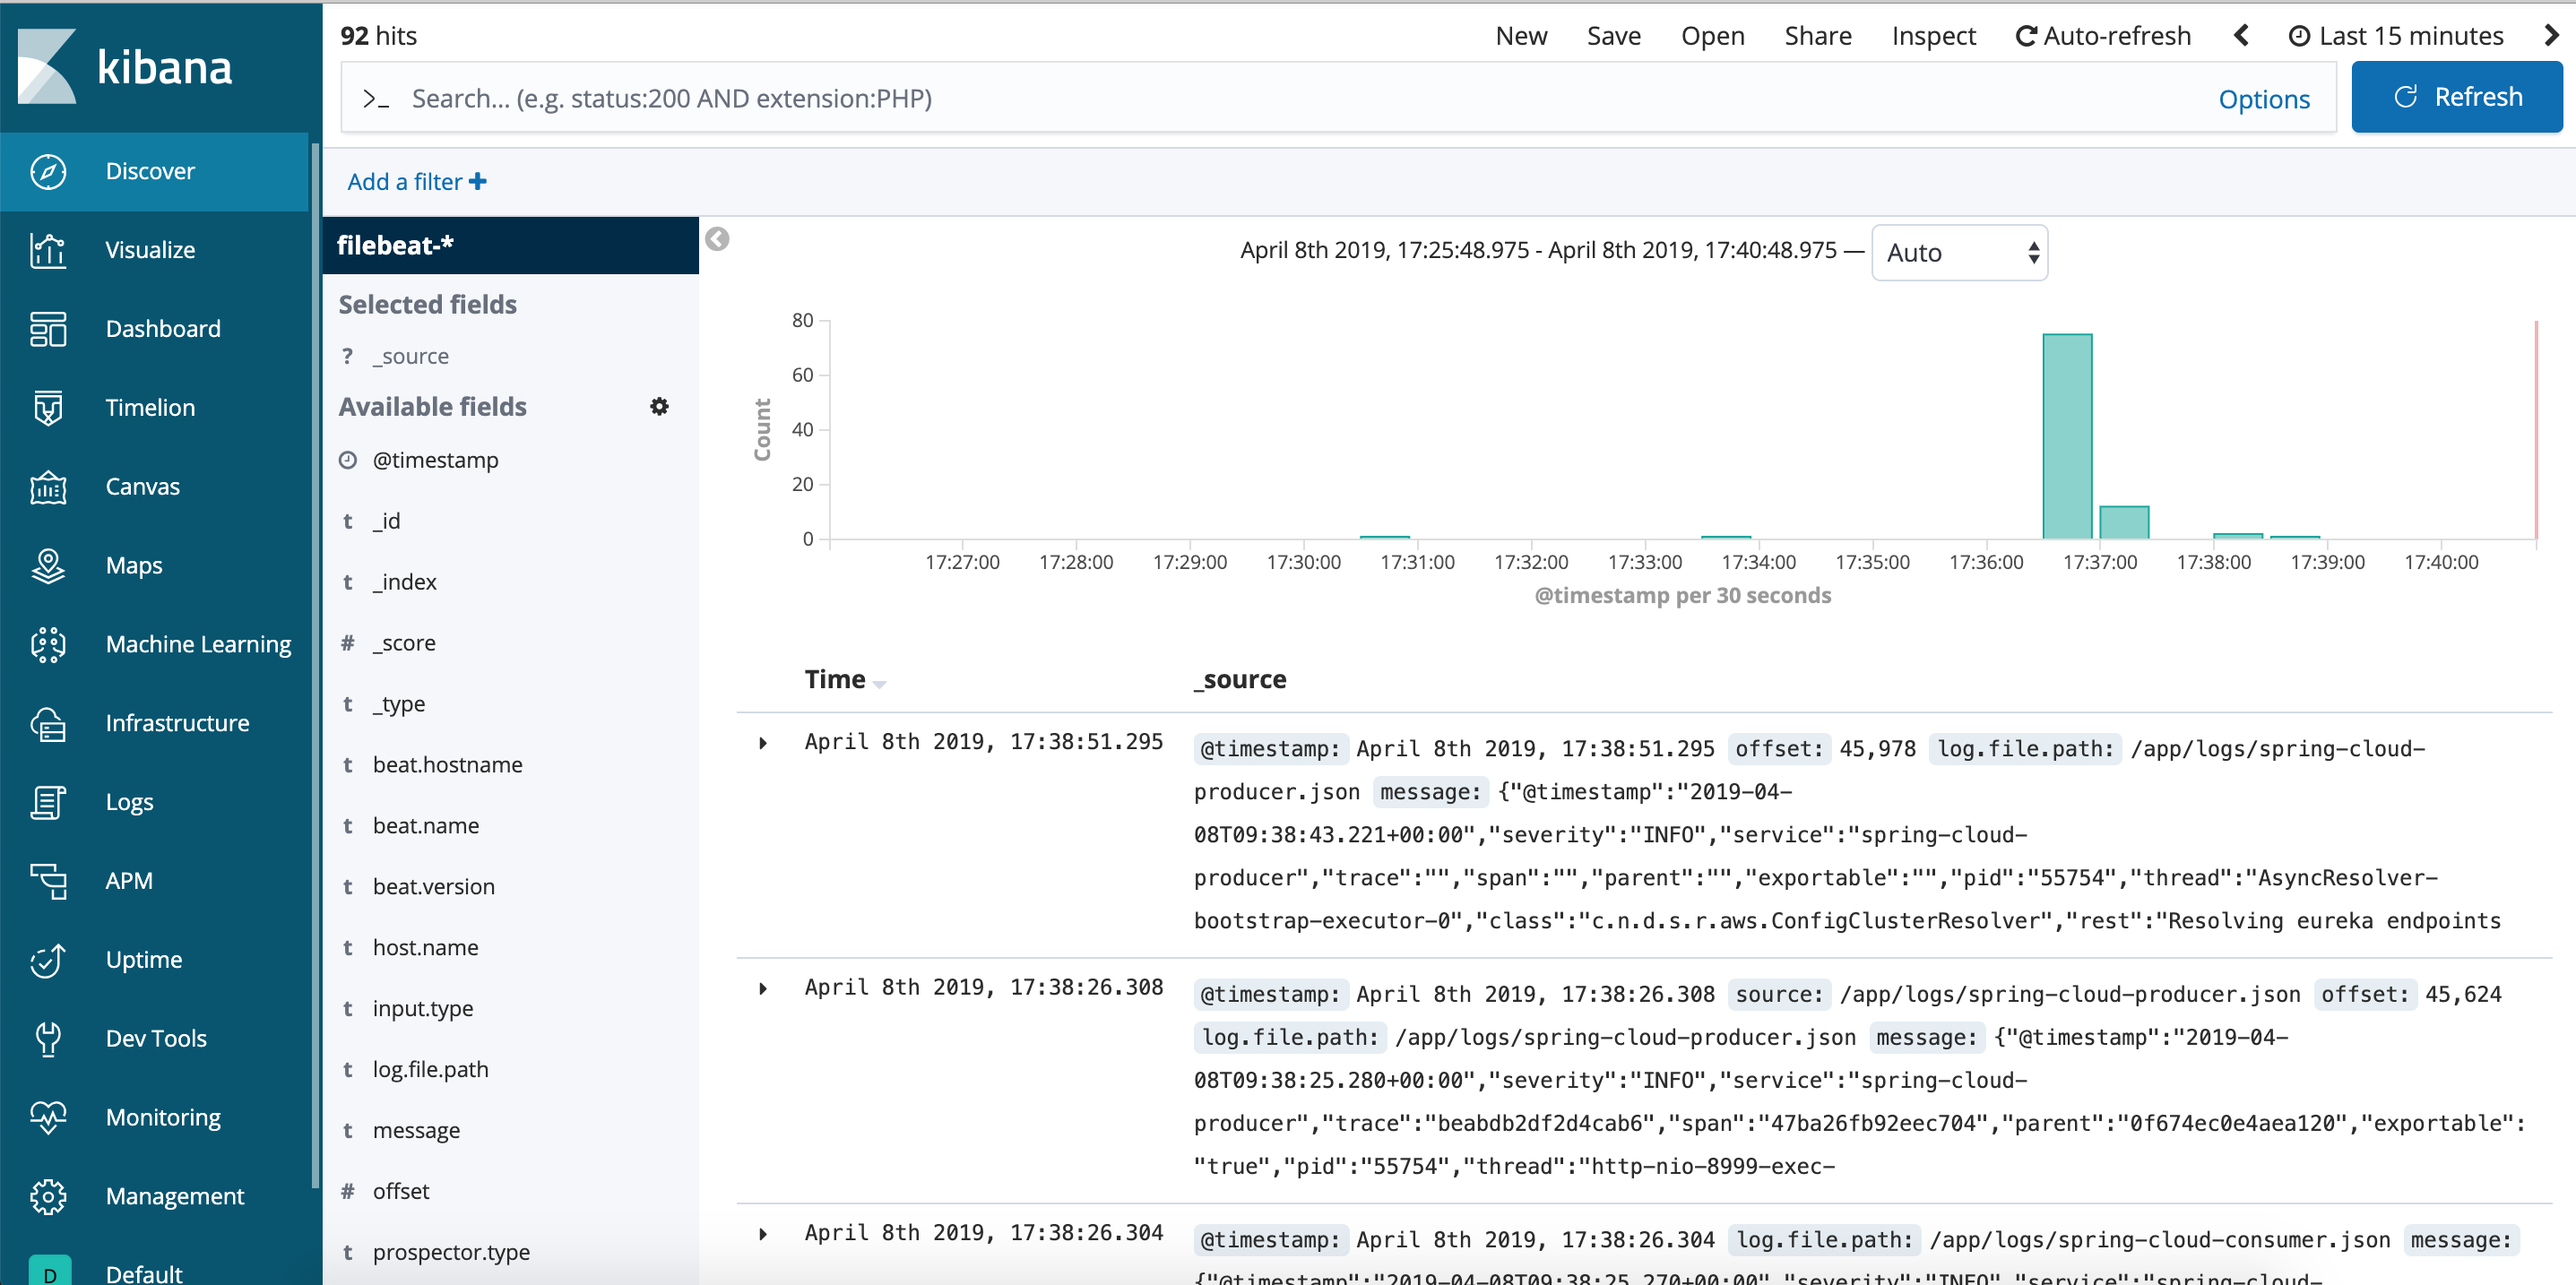 kibana
Discover
Visualize
Dashboard
Timelion
Canvas
Maps
Machine Learning
Infrastructure
Logs
APM
Uptime
Dev Tools
Monitoring
Management
D Default
92 hits
New Save Open Share Inspect Auto-refresh Last 15 minutes
>_ Search... (e.g. status:200 AND extension:PHP) Options Refresh
Add a filter +
filebeat-*
Selected fields
? _source
Available fields
@timestamp
t _id
t _index
# _score
t _type
t beat.hostname
t beat.name
t beat.version
t host.name
t input.type
t log.file.path
t message
# offset
t prospector.type
April 8th 2019, 17:25:48.975 - April 8th 2019, 17:40:48.975 — Auto
80
60
40
20
0
Count
17:27:00 17:28:00 17:29:00 17:30:00 17:31:00 17:32:00 17:33:00 17:34:00 17:35:00 17:36:00 17:37:00 17:38:00 17:39:00 17:40:00
@timestamp per 30 seconds
Time _source
April 8th 2019, 17:38:51.295 @timestamp: April 8th 2019, 17:38:51.295 offset: 45,978 log.file.path: /app/logs/spring-cloud-
producer.json message: {"@timestamp":"2019-04-
08T09:38:43.221+00:00","severity":"INFO","service":"spring-cloud-
producer","trace":"","span":"","parent":"","exportable":"","pid":"55754","thread":"AsyncResolver-
bootstrap-executor-0","class":"c.n.d.s.r.aws.ConfigClusterResolver","rest":"Resolving eureka endpoints
April 8th 2019, 17:38:26.308 @timestamp: April 8th 2019, 17:38:26.308 source: /app/logs/spring-cloud-producer.json offset: 45,624
log.file.path: /app/logs/spring-cloud-producer.json message: {"@timestamp":"2019-04-
08T09:38:25.280+00:00","severity":"INFO","service":"spring-cloud-
producer","trace":"beabdb2df2d4cab6","span":"47ba26fb92eec704","parent":"0f674ec0e4aea120","exportable":
"true","pid":"55754","thread":"http-nio-8999-exec-
April 8th 2019, 17:38:26.304 @timestamp: April 8th 2019, 17:38:26.304 log.file.path: /app/logs/spring-cloud-consumer.json message:
{"@timestamp":"2019-04-08T09:38:25.270+00:00","severity":"INFO","service":"spring-cloud-